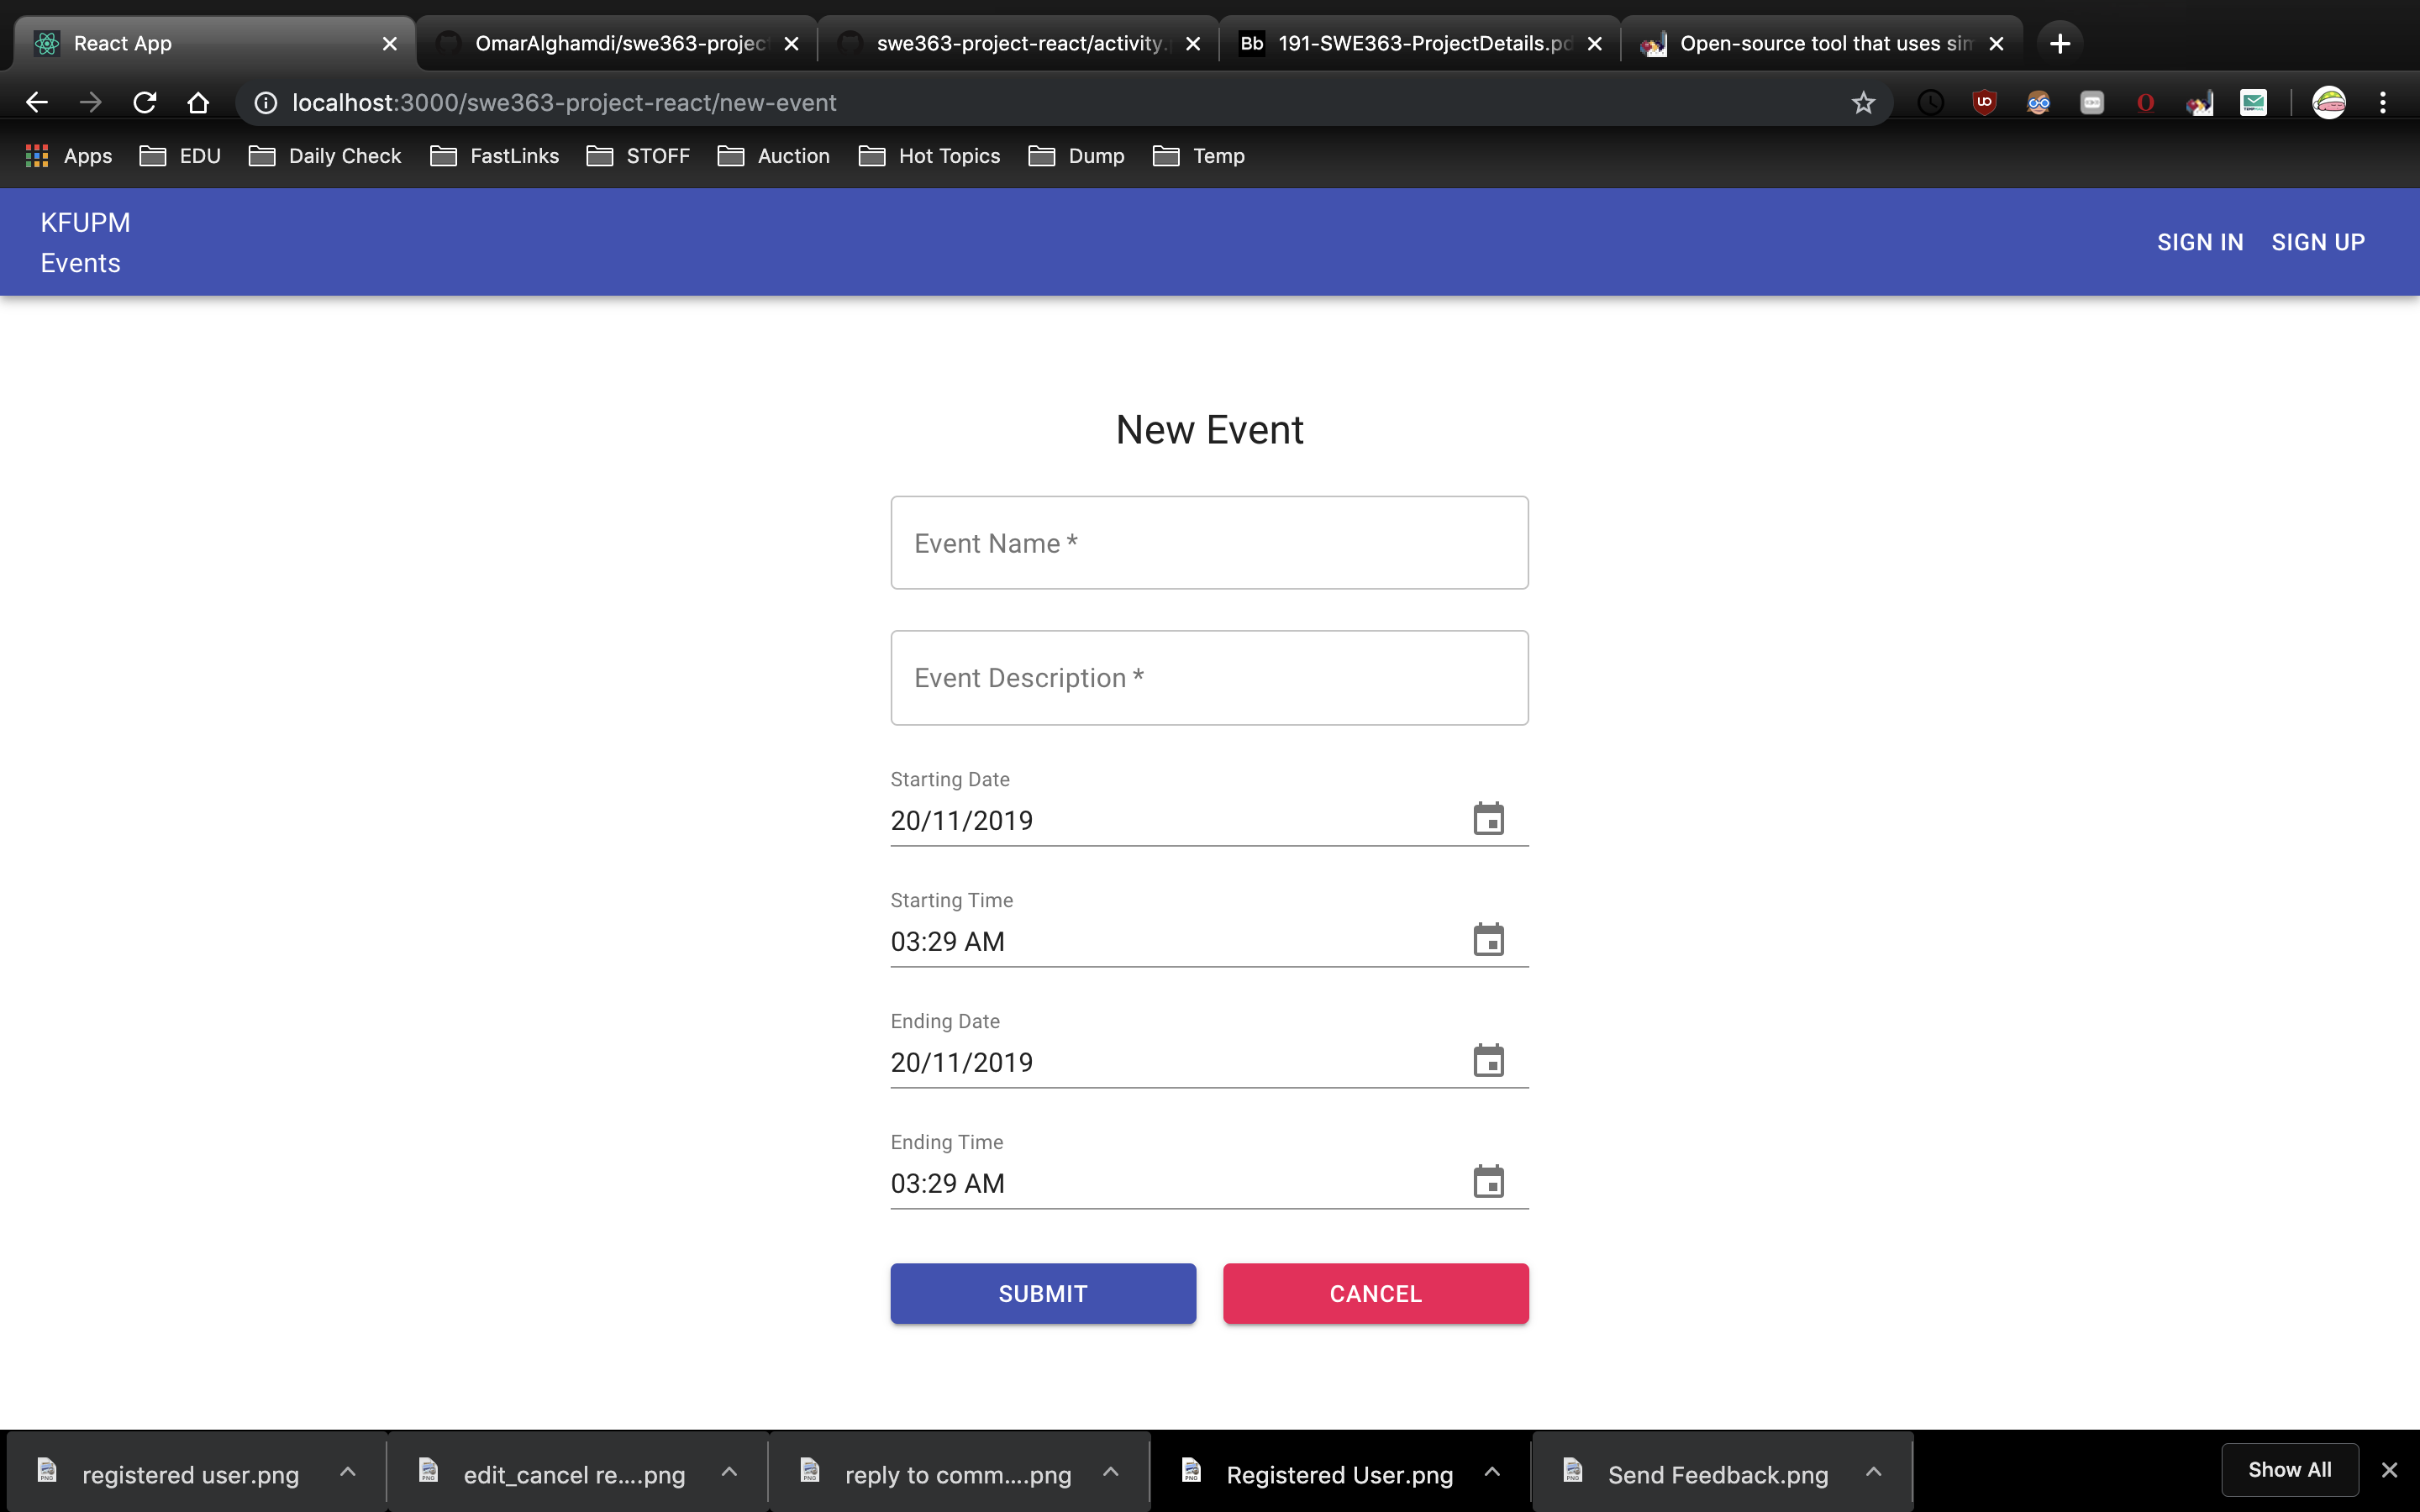 React App
OmarAlghamdi/swe363-projec
swe363-project-react/activity.
Bb 191-SWE363-ProjectDetails.pd
Open-source tool that uses sim
localhost:3000/swe363-project-react/new-event
Apps
EDU
Daily Check
FastLinks
STOFF
Auction
Hot Topics
Dump
Temp
KFUPM
Events
SIGN IN
SIGN UP
New Event
Event Name *
Event Description *
Starting Date
20/11/2019
Starting Time
03:29 AM
Ending Date
20/11/2019
Ending Time
03:29 AM
SUBMIT
CANCEL
registered user.png
edit_cancel re....png
reply to comm....png
Registered User.png
Send Feedback.png
Show All